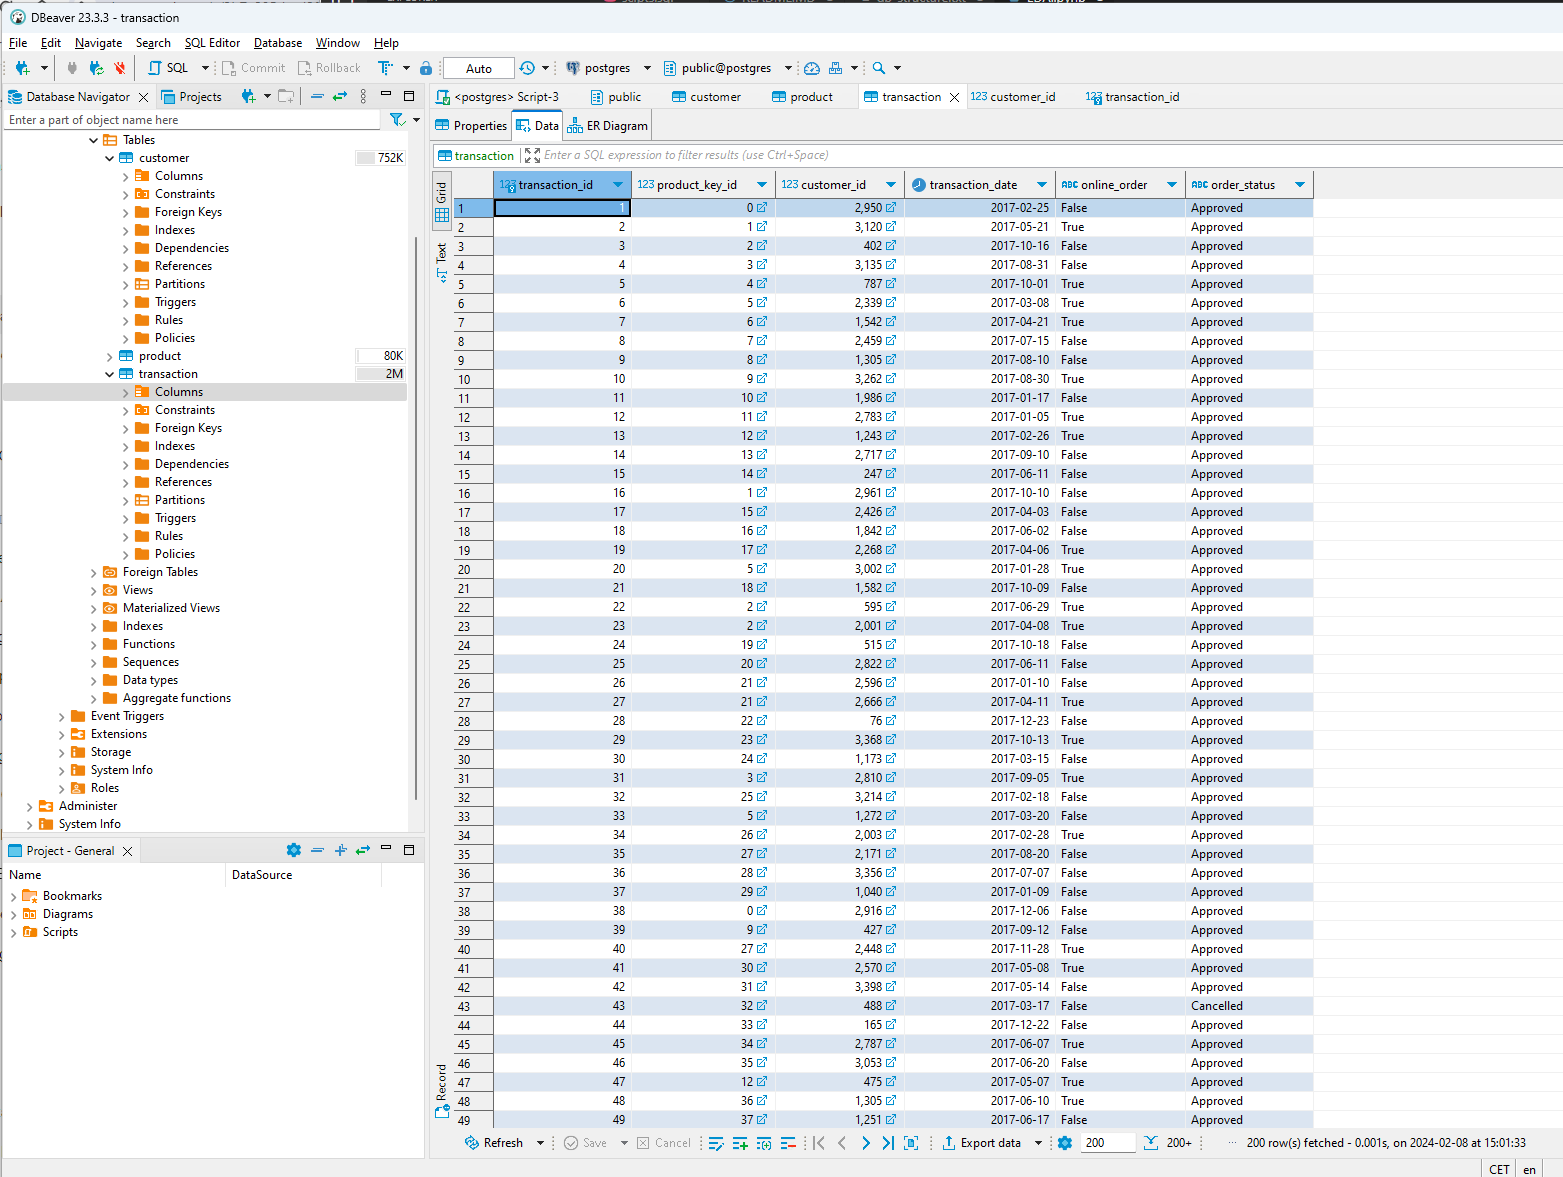 DBeaver 23.3.3 - transaction
File Edit Navigate Search SQL Editor Database Window Help
SQL Commit Rollback Auto postgres public@postgres
Database Navigator Projects
<postgres> Script-3 public customer product transaction 123 customer_id 123 transaction_id
Enter a part of object name here
Properties Data ER Diagram
transaction Enter a SQL expression to filter results (use Ctrl+Space)
Tables
customer 752K
Columns
Constraints
Foreign Keys
Indexes
Dependencies
References
Partitions
Triggers
Rules
Policies
product 80K
transaction 2M
Columns
Constraints
Foreign Keys
Indexes
Dependencies
References
Partitions
Triggers
Rules
Policies
Foreign Tables
Views
Materialized Views
Indexes
Functions
Sequences
Data types
Aggregate functions
Event Triggers
Extensions
Storage
System Info
Roles
Administer
System Info
Project - General
Name DataSource
Bookmarks
Diagrams
Scripts
Grid
Text
Record
123 transaction_id 123 product_key_id 123 customer_id transaction_date ABC online_order ABC order_status
1 1 0 2,950 2017-02-25 False Approved
2 2 1 3,120 2017-05-21 True Approved
3 3 2 402 2017-10-16 False Approved
4 4 3 3,135 2017-08-31 False Approved
5 5 4 787 2017-10-01 True Approved
6 6 5 2,339 2017-03-08 True Approved
7 7 6 1,542 2017-04-21 True Approved
8 8 7 2,459 2017-07-15 False Approved
9 9 8 1,305 2017-08-10 False Approved
10 10 9 3,262 2017-08-30 True Approved
11 11 10 1,986 2017-01-17 False Approved
12 12 11 2,783 2017-01-05 True Approved
13 13 12 1,243 2017-02-26 True Approved
14 14 13 2,717 2017-09-10 False Approved
15 15 14 247 2017-06-11 False Approved
16 16 1 2,961 2017-10-10 False Approved
17 17 15 2,426 2017-04-03 False Approved
18 18 16 1,842 2017-06-02 False Approved
19 19 17 2,268 2017-04-06 True Approved
20 20 5 3,002 2017-01-28 True Approved
21 21 18 1,582 2017-10-09 False Approved
22 22 2 595 2017-06-29 True Approved
23 23 2 2,001 2017-04-08 True Approved
24 24 19 515 2017-10-18 False Approved
25 25 20 2,822 2017-06-11 False Approved
26 26 21 2,596 2017-01-10 False Approved
27 27 21 2,666 2017-04-11 True Approved
28 28 22 76 2017-12-23 False Approved
29 29 23 3,368 2017-10-13 True Approved
30 30 24 1,173 2017-03-15 False Approved
31 31 3 2,810 2017-09-05 True Approved
32 32 25 3,214 2017-02-18 False Approved
33 33 5 1,272 2017-03-20 False Approved
34 34 26 2,003 2017-02-28 True Approved
35 35 27 2,171 2017-08-20 False Approved
36 36 28 3,356 2017-07-07 False Approved
37 37 29 1,040 2017-01-09 False Approved
38 38 0 2,916 2017-12-06 False Approved
39 39 9 427 2017-09-12 False Approved
40 40 27 2,448 2017-11-28 True Approved
41 41 30 2,570 2017-05-08 True Approved
42 42 31 3,398 2017-05-14 False Approved
43 43 32 488 2017-03-17 False Cancelled
44 44 33 165 2017-12-22 False Approved
45 45 34 2,787 2017-06-07 True Approved
46 46 35 3,053 2017-06-20 False Approved
47 47 12 475 2017-05-07 True Approved
48 48 36 1,305 2017-06-10 True Approved
49 49 37 1,251 2017-06-17 False Approved
Refresh Save Cancel Export data 200 200+ 200 row(s) fetched - 0.001s, on 2024-02-08 at 15:01:33
CET en